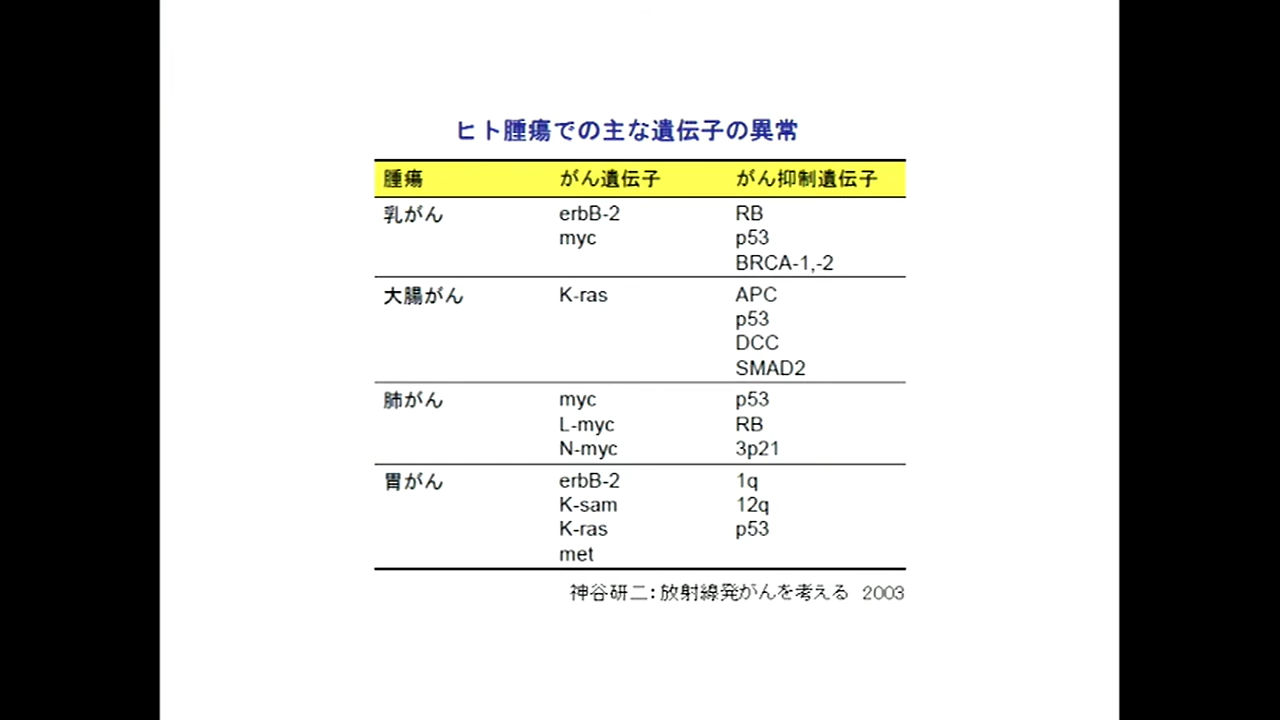 ヒト腫瘍での主な遺伝子の異常
腫瘍 がん遺伝子 がん抑制遺伝子
乳がん erbB-2 RB
myc p53
BRCA-1,-2
大腸がん K-ras APC
p53
DCC
SMAD2
肺がん myc p53
L-myc RB
N-myc 3p21
胃がん erbB-2 1q
K-sam 12q
K-ras p53
met
神谷研二:放射線発がんを考える 2003